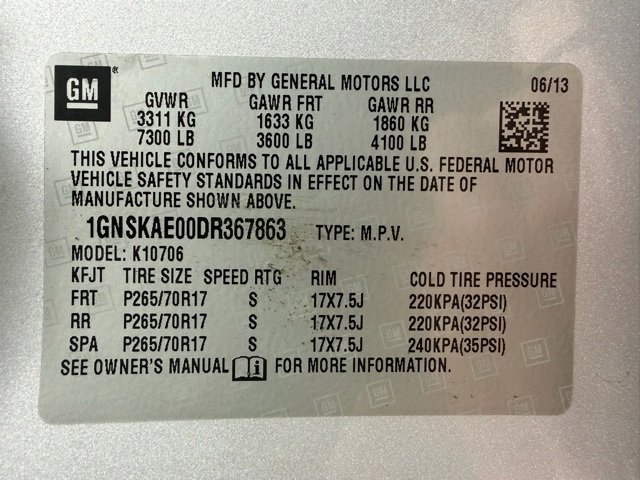 GM® MFD BY GENERAL MOTORS LLC 06/13
GVWR GAWR FRT GAWR RR
3311 KG 1633 KG 1860 KG
7300 LB 3600 LB 4100 LB
THIS VEHICLE CONFORMS TO ALL APPLICABLE U.S. FEDERAL MOTOR
VEHICLE SAFETY STANDARDS IN EFFECT ON THE DATE OF
MANUFACTURE SHOWN ABOVE.
1GNSKAE00DR367863 TYPE: M.P.V.
MODEL: K10706
KFJT TIRE SIZE SPEED RTG RIM COLD TIRE PRESSURE
FRT P265/70R17 S 17X7.5J 220KPA(32PSI)
RR P265/70R17 S 17X7.5J 220KPA(32PSI)
SPA P265/70R17 S 17X7.5J 240KPA(35PSI)
SEE OWNER'S MANUAL i FOR MORE INFORMATION.